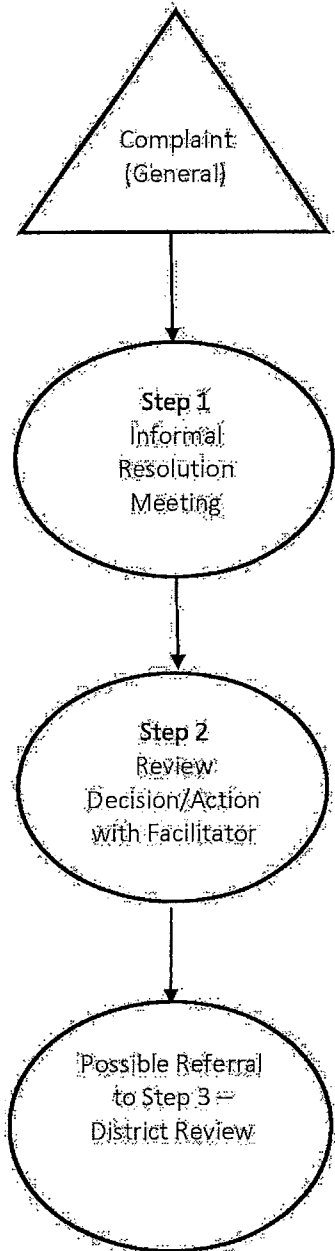 Complaint
(General)
Step 1
Informal
Resolution
Meeting
Step 2
Review
Decision/Action
with Facilitator
Possible Referral
to Step 3 –
District Review